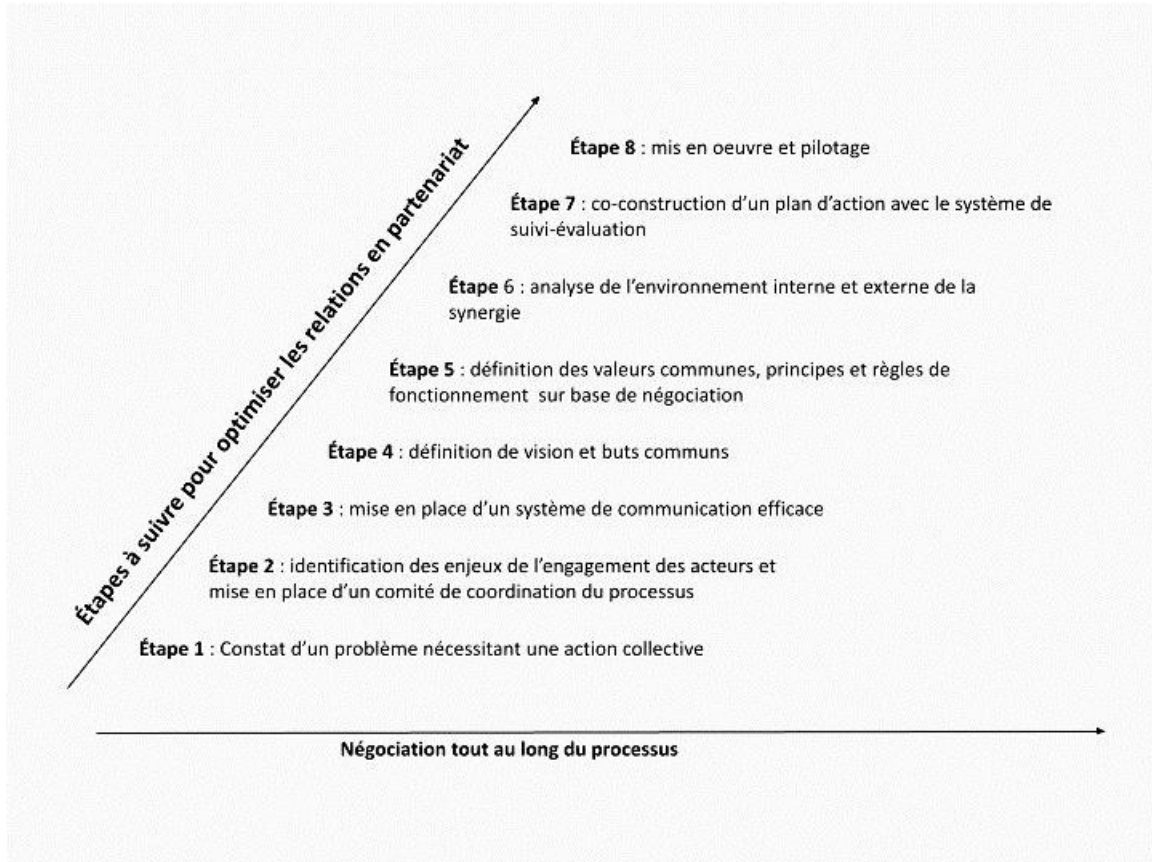 Étapes à suivre pour optimiser les relations en partenariat
Étape 8 : mis en oeuvre et pilotage
Étape 7 : co-construction d’un plan d’action avec le système de
suivi-évaluation
Étape 6 : analyse de l’environnement interne et externe de la
synergie
Étape 5 : définition des valeurs communes, principes et règles de
fonctionnement sur base de négociation
Étape 4 : définition de vision et buts communs
Étape 3 : mise en place d’un système de communication efficace
Étape 2 : identification des enjeux de l’engagement des acteurs et
mise en place d’un comité de coordination du processus
Étape 1 : Constat d’un problème nécessitant une action collective
Négociation tout au long du processus